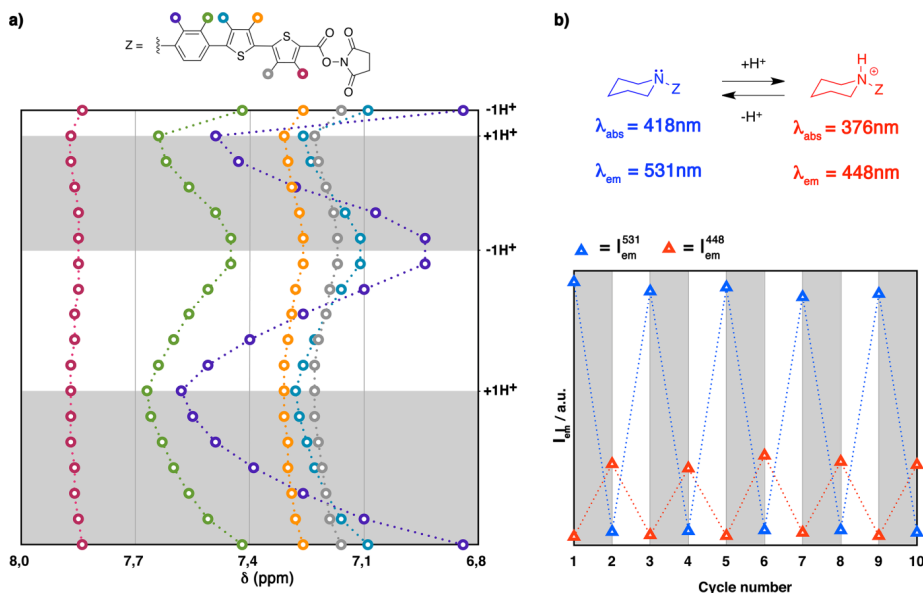 a)
Z =
S
S
O
O
N
O
O
-1H⁺
+1H⁺
-1H⁺
+1H⁺
8,0 7,7 7,4 7,1 6,8
δ (ppm)
b)
N
Z
+H⁺
-H⁺
H
N ⊕
Z
λabs = 418nm
λabs = 376nm
λem = 531nm
λem = 448nm
= I⁵³¹em = I⁴⁴⁸em
Iem / a.u.
1 2 3 4 5 6 7 8 9 10
Cycle number